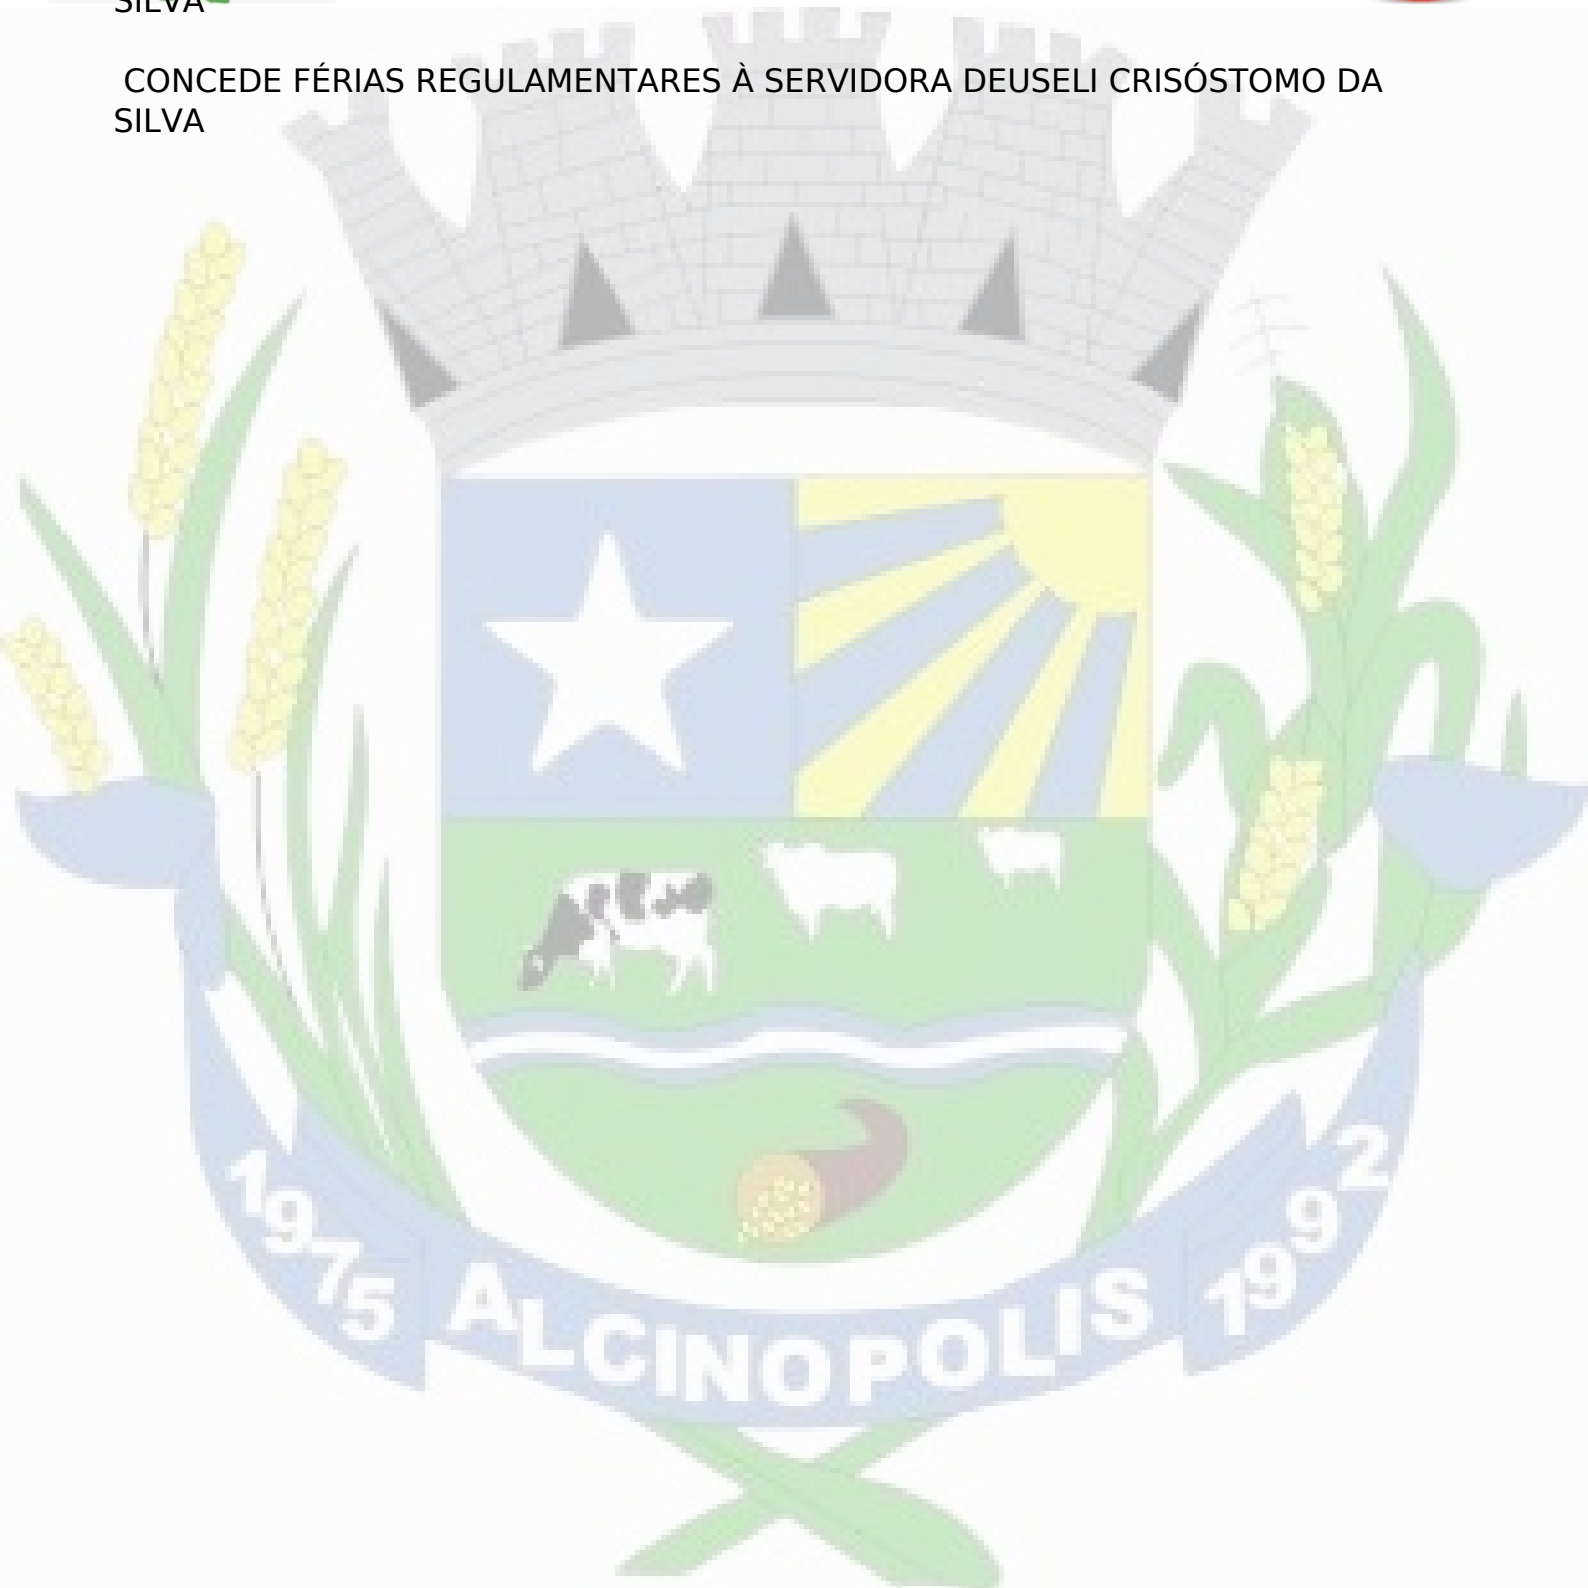 SILVA
CONCEDE FÉRIAS REGULAMENTARES À SERVIDORA DEUSELI CRISÓSTOMO DA
SILVA
1975 ALCINOPOLIS 1992